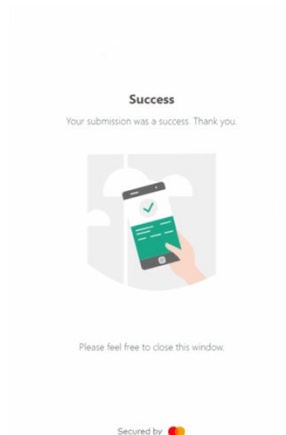 Success
Your submission was a success. Thank you.
Please feel free to close this window.
Secured by